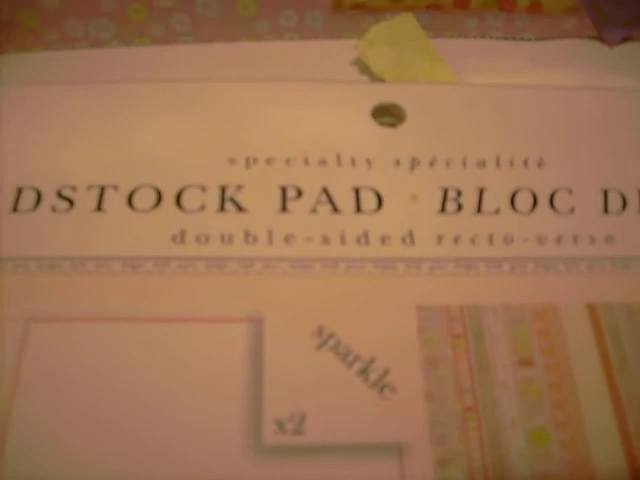 specialty spécialité
DSTOCK PAD · BLOC D
double-sided recto-verso
sparkle
x2